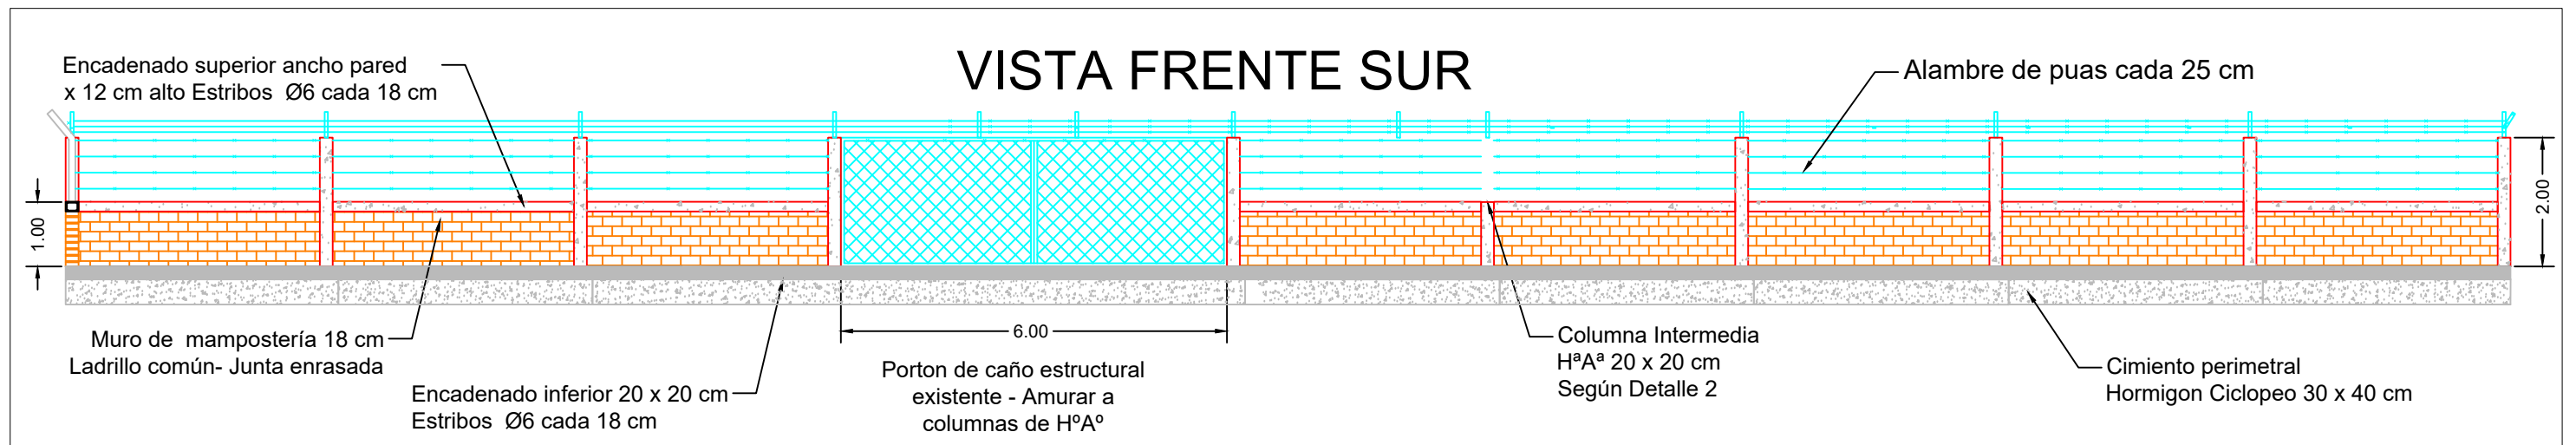 VISTA FRENTE SUR
Encadenado superior ancho pared
x 12 cm alto Estribos Ø6 cada 18 cm
Alambre de puas cada 25 cm
1.00
2.00
6.00
Muro de mampostería 18 cm
Ladrillo común- Junta enrasada
Encadenado inferior 20 x 20 cm
Estribos Ø6 cada 18 cm
Porton de caño estructural
existente - Amurar a
columnas de HºAº
Columna Intermedia
HªAª 20 x 20 cm
Según Detalle 2
Cimiento perimetral
Hormigon Ciclopeo 30 x 40 cm